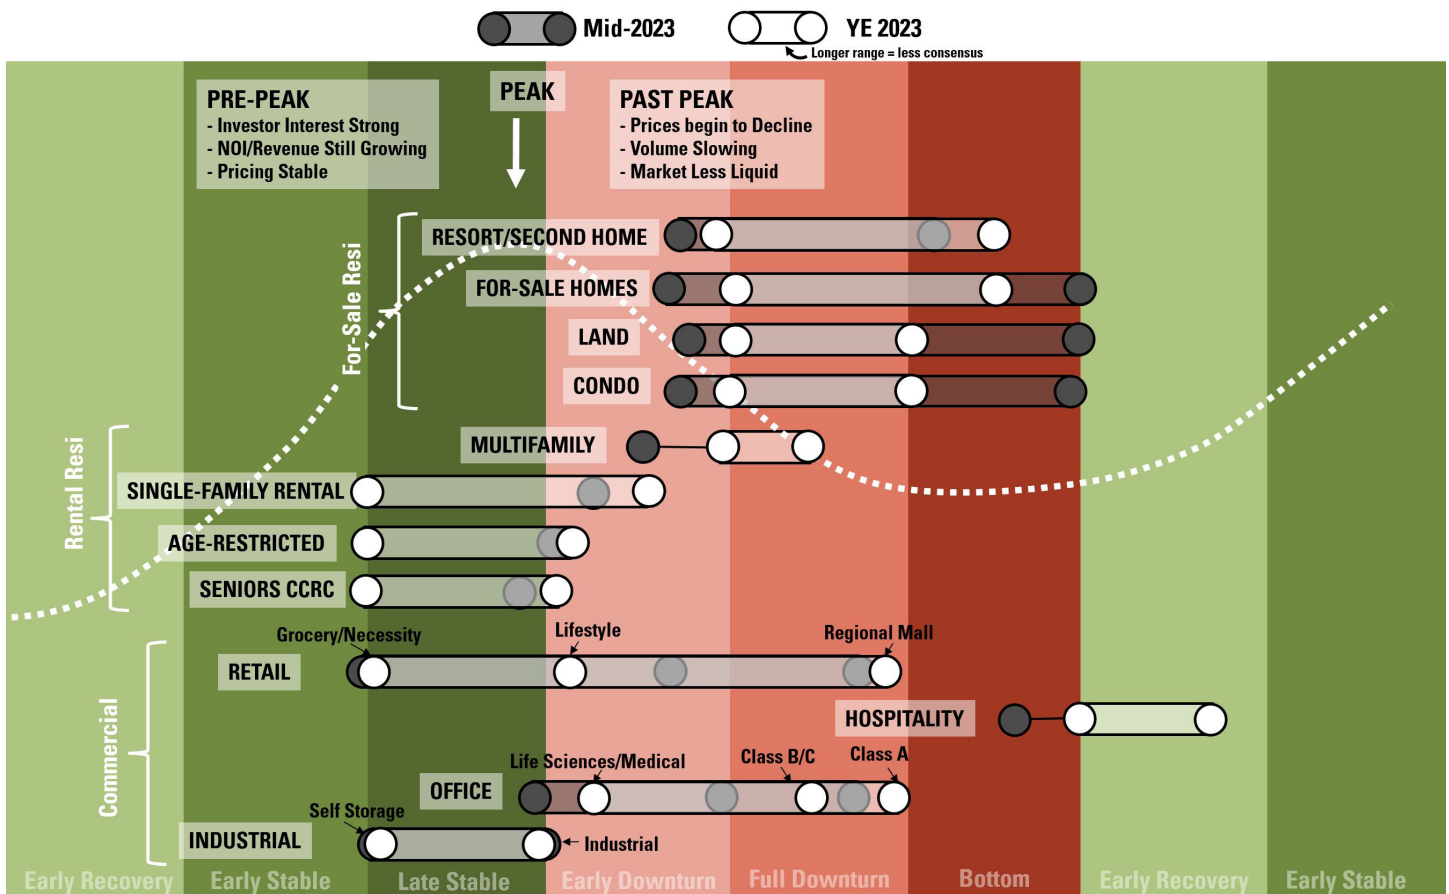 Mid-2023
YE 2023
Longer range = less consensus
PRE-PEAK
- Investor Interest Strong
- NOI/Revenue Still Growing
- Pricing Stable
PEAK
PAST PEAK
- Prices begin to Decline
- Volume Slowing
- Market Less Liquid
For-Sale Resi
RESORT/SECOND HOME
FOR-SALE HOMES
LAND
CONDO
Rental Resi
MULTIFAMILY
SINGLE-FAMILY RENTAL
AGE-RESTRICTED
SENIORS CCRC
Commercial
Grocery/Necessity
Lifestyle
Regional Mall
RETAIL
HOSPITALITY
Life Sciences/Medical
Class B/C
Class A
OFFICE
Self Storage
INDUSTRIAL
Industrial
Early Recovery
Early Stable
Late Stable
Early Downturn
Full Downturn
Bottom
Early Recovery
Early Stable